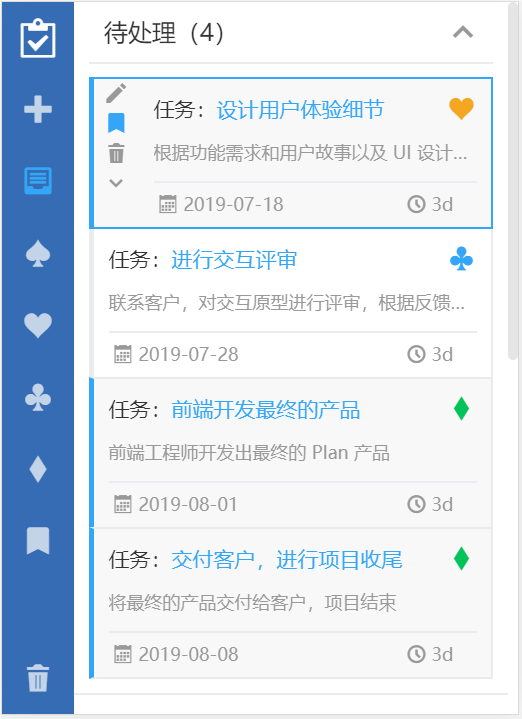 待处理（4）
任务：设计用户体验细节
根据功能需求和用户故事以及 UI 设计...
2019-07-18 3d
任务：进行交互评审
联系客户，对交互原型进行评审，根据反馈...
2019-07-28 3d
任务：前端开发最终的产品
前端工程师开发出最终的 Plan 产品
2019-08-01 3d
任务：交付客户，进行项目收尾
将最终的产品交付给客户，项目结束
2019-08-08 3d